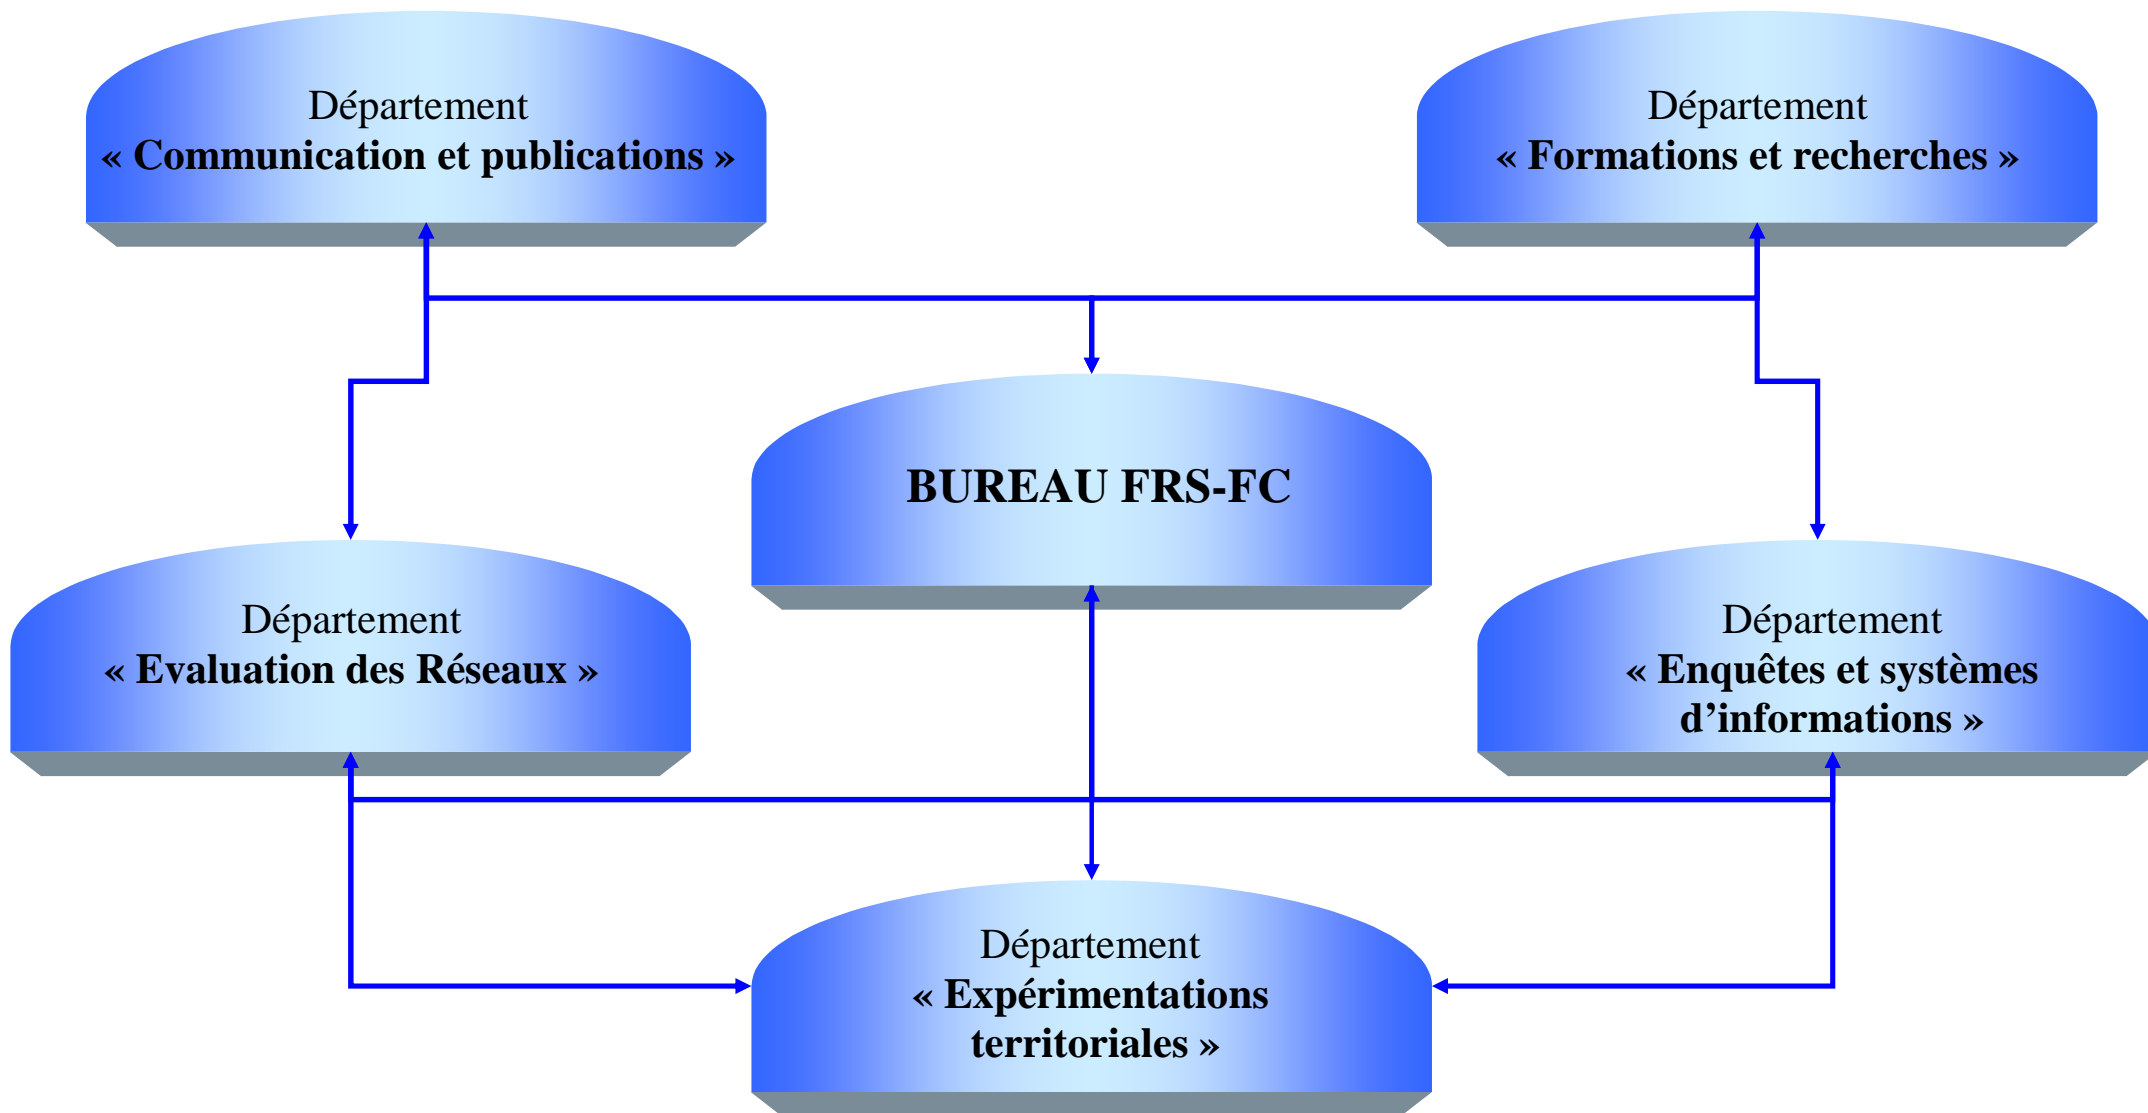 Département
« Communication et publications »
Département
« Formations et recherches »
BUREAU FRS-FC
Département
« Evaluation des Réseaux »
Département
« Enquêtes et systèmes
d’informations »
Département
« Expérimentations
territoriales »